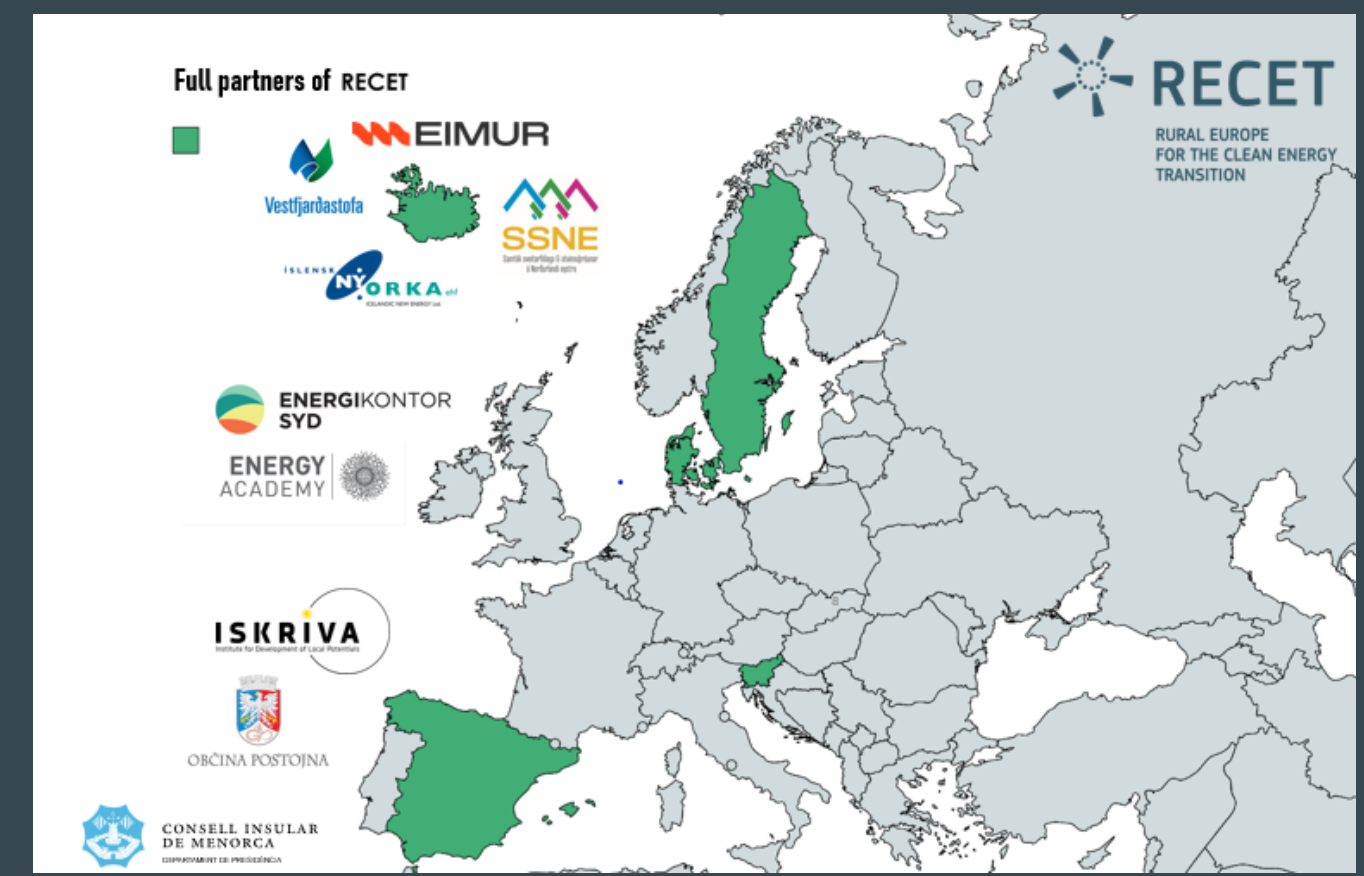 Full partners of RECET
EIMUR
Vestfjarðastofa
SSNE
ÍSLENSK
NÝORKA ehf
ICELANDIC NEW ENERGY Ltd.
ENERGIKONTOR
SYD
ENERGY
ACADEMY
ISKRIVA
Institute for Development of Local Potentials
OBČINA POSTOJNA
CONSELL INSULAR
DE MENORCA
DEPARTAMENT DE PRESIDÈNCIA
RECET
RURAL EUROPE
FOR THE CLEAN ENERGY
TRANSITION